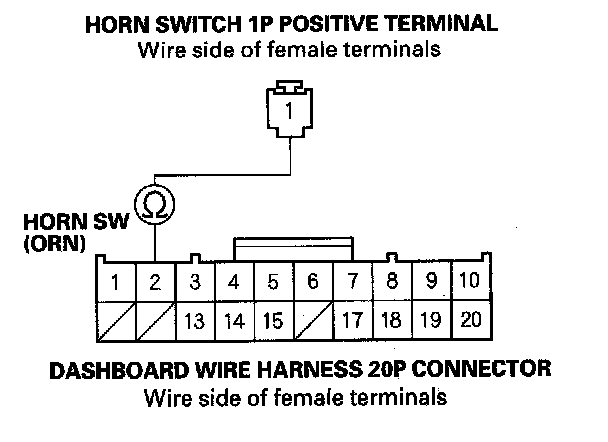 HORN SWITCH 1P POSITIVE TERMINAL
Wire side of female terminals
1
Ω
HORN SW
(ORN)
1 2 3 4 5 6 7 8 9 10
13 14 15 17 18 19 20
DASHBOARD WIRE HARNESS 20P CONNECTOR
Wire side of female terminals